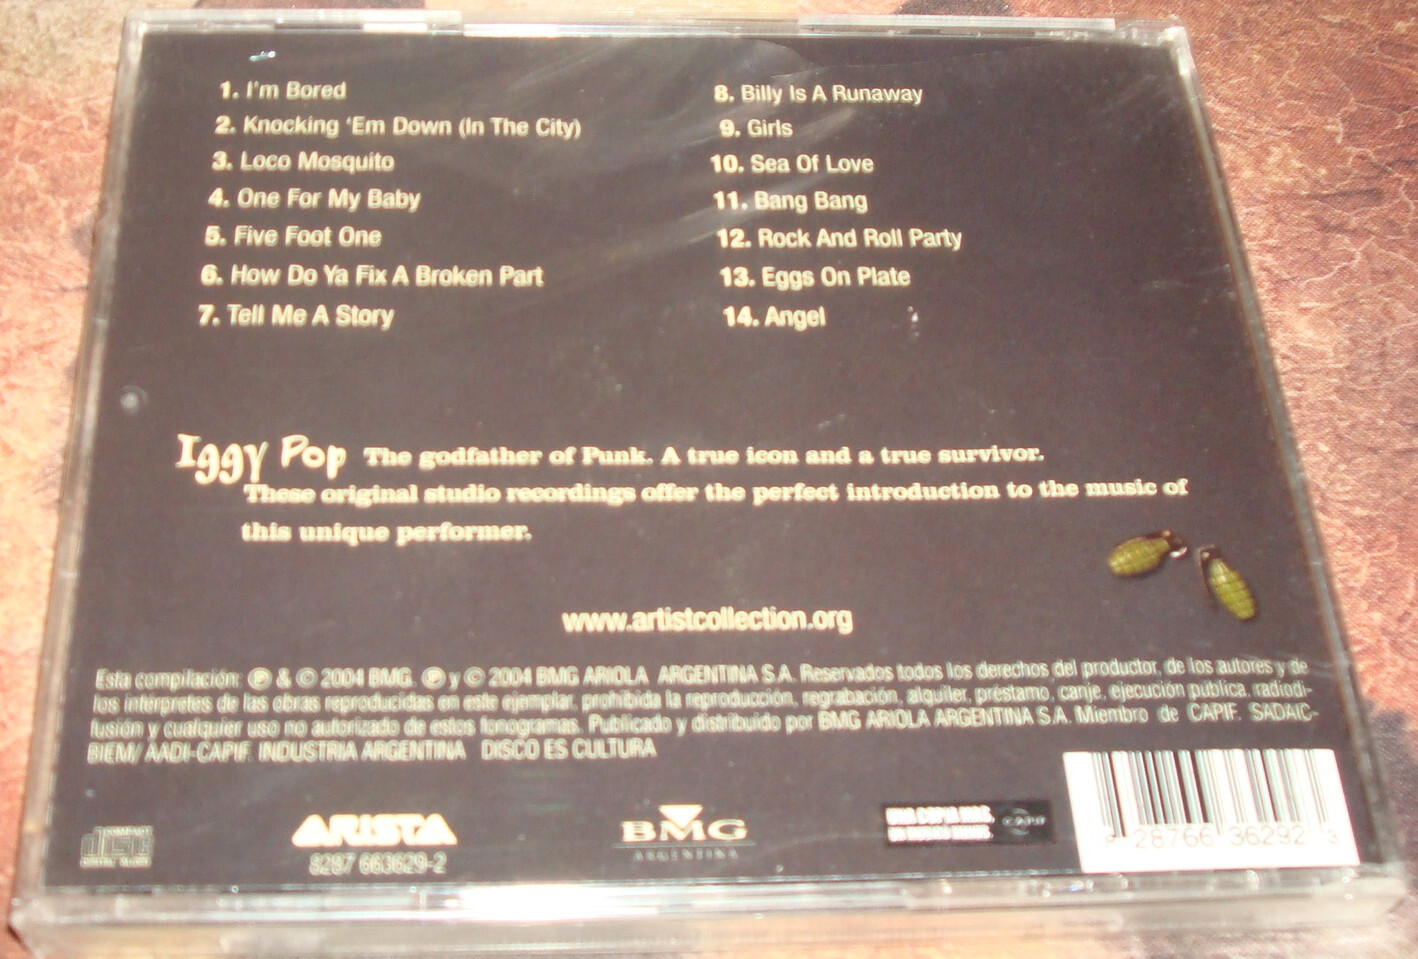 1. I'm Bored
2. Knocking 'Em Down (In The City)
3. Loco Mosquito
4. One For My Baby
5. Five Foot One
6. How Do Ya Fix A Broken Part
7. Tell Me A Story
8. Billy Is A Runaway
9. Girls
10. Sea Of Love
11. Bang Bang
12. Rock And Roll Party
13. Eggs On Plate
14. Angel
Iggy Pop The godfather of Punk. A true icon and a true survivor.
These original studio recordings offer the perfect introduction to the music of
this unique performer.
www.artistcollection.org
Esta compilación: ℗ & © 2004 BMG. ℗ y © 2004 BMG ARIOLA ARGENTINA S.A. Reservados todos los derechos del productor, de los autores y de
los intérpretes de las obras reproducidas en este ejemplar, prohibida la reproducción, regrabación, alquiler, préstamo, canje, ejecución pública, radiodi-
fusión y cualquier uso no autorizado de estos fonogramas. Publicado y distribuido por BMG ARIOLA ARGENTINA S.A. Miembro de CAPIF. SADAIC-
BIEM/ AADI-CAPIF. INDUSTRIA ARGENTINA DISCO ES CULTURA
COMPACT
disc
DIGITAL AUDIO
ARISTA
8287 663629-2
BMG
ARGENTINA
CAPIF
28766 36292